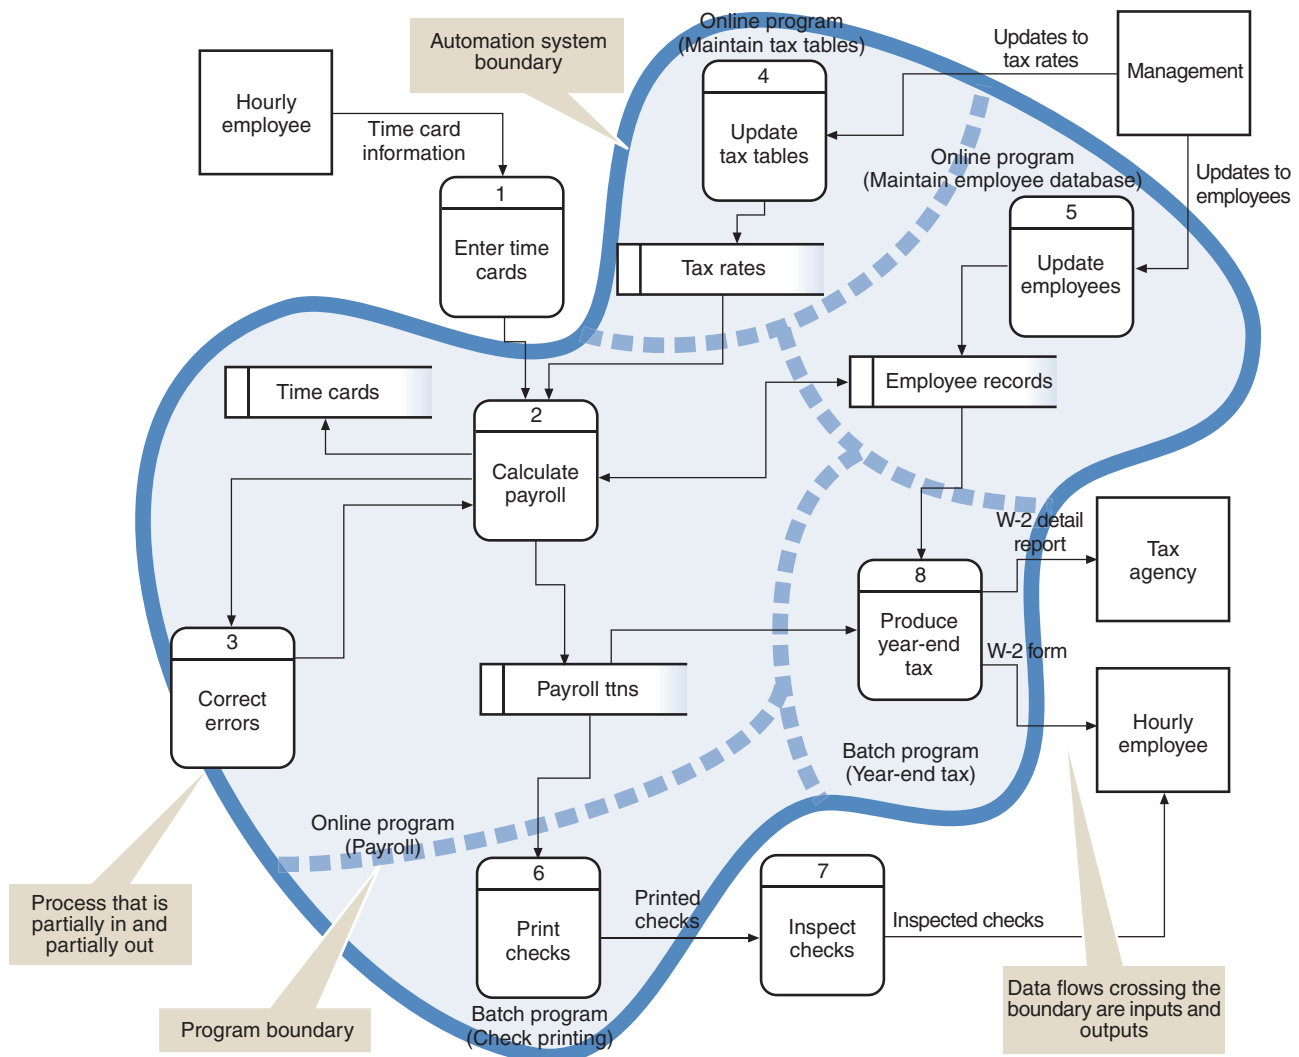 Online program
(Maintain tax tables)
Automation system
boundary
Updates to
tax rates
Management
Hourly
employee
Time card
information
4
Update
tax tables
Online program
(Maintain employee database)
Updates to
employees
1
Enter time
cards
5
Update
employees
Tax rates
Time cards
Employee records
2
Calculate
payroll
W-2 detail
report
Tax
agency
8
Produce
year-end
tax
W-2 form
3
Correct
errors
Payroll ttns
Hourly
employee
Batch program
(Year-end tax)
Online program
(Payroll)
6
Print
checks
Printed
checks
7
Inspect
checks
Inspected checks
Process that is
partially in and
partially out
Program boundary
Batch program
(Check printing)
Data flows crossing the
boundary are inputs and
outputs